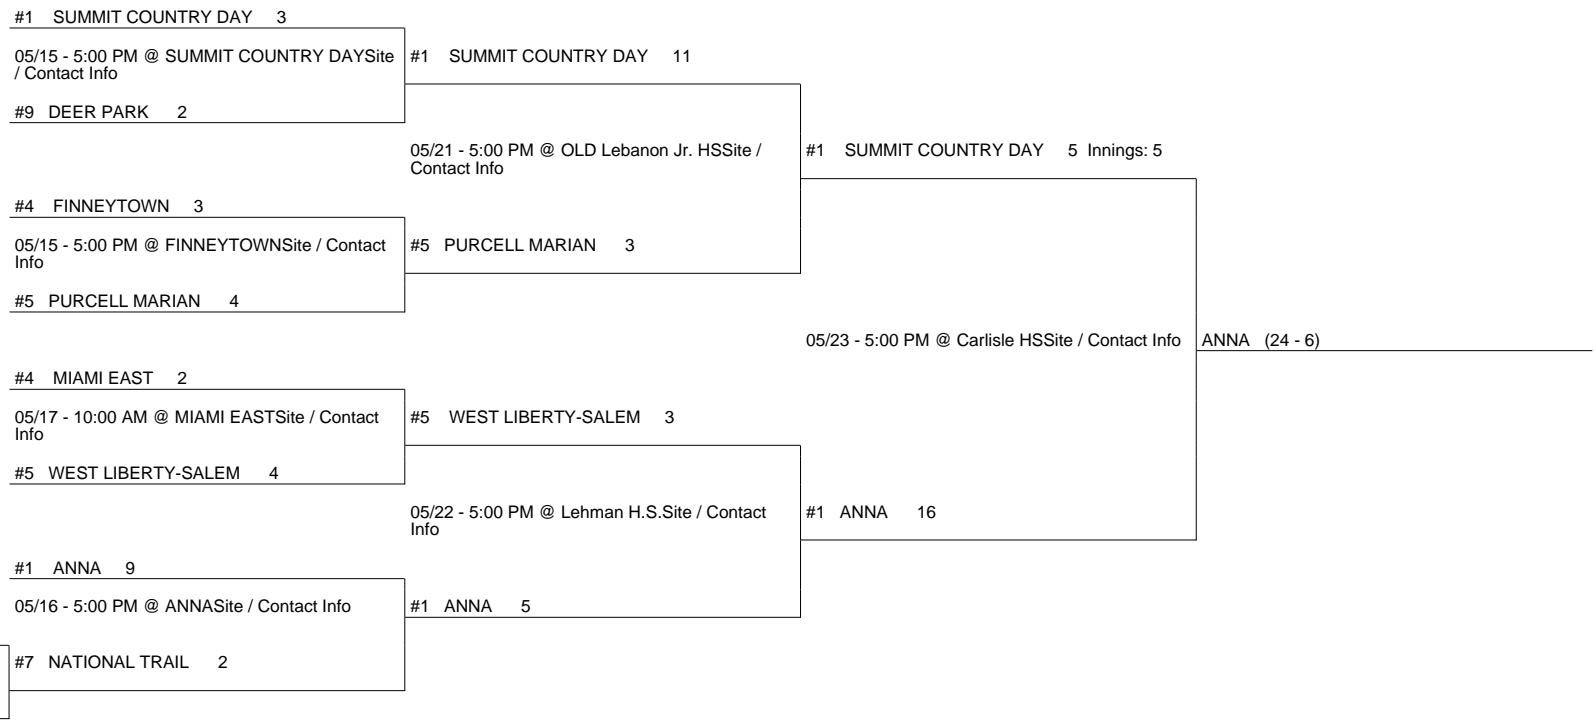 #1 SUMMIT COUNTRY DAY 3
05/15 - 5:00 PM @ SUMMIT COUNTRY DAYSite
/ Contact Info
#9 DEER PARK 2
#1 SUMMIT COUNTRY DAY 11
05/21 - 5:00 PM @ OLD Lebanon Jr. HSSite /
Contact Info
#1 SUMMIT COUNTRY DAY 5 Innings: 5
#4 FINNEYTOWN 3
05/15 - 5:00 PM @ FINNEYTOWNSite / Contact
Info
#5 PURCELL MARIAN 4
#5 PURCELL MARIAN 3
05/23 - 5:00 PM @ Carlisle HSSite / Contact Info
ANNA (24 - 6)
#4 MIAMI EAST 2
05/17 - 10:00 AM @ MIAMI EASTSite / Contact
Info
#5 WEST LIBERTY-SALEM 4
#5 WEST LIBERTY-SALEM 3
05/22 - 5:00 PM @ Lehman H.S.Site / Contact
Info
#1 ANNA 16
#1 ANNA 9
05/16 - 5:00 PM @ ANNASite / Contact Info
#1 ANNA 5
#7 NATIONAL TRAIL 2